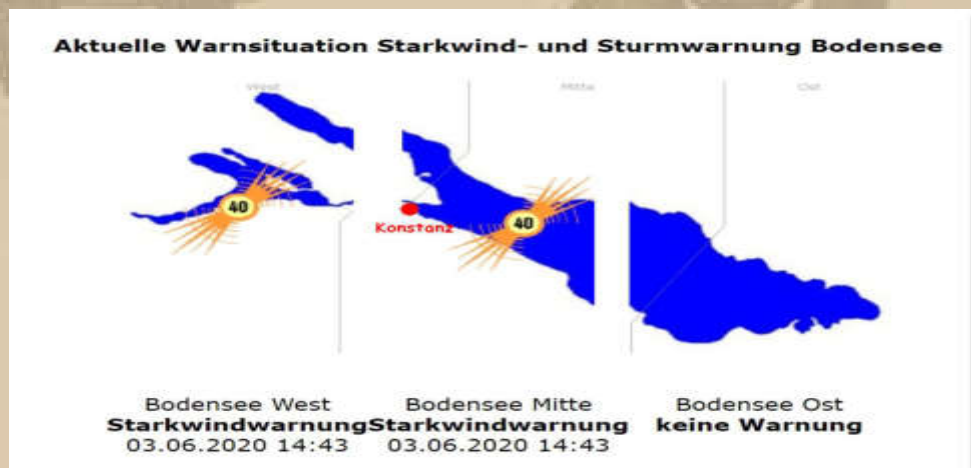 Aktuelle Warnsituation Starkwind- und Sturmwarnung Bodensee
West
Mitte
Ost
40
40
Konstanz
Bodensee West
Starkwindwarnung
03.06.2020 14:43
Bodensee Mitte
Starkwindwarnung
03.06.2020 14:43
Bodensee Ost
keine Warnung